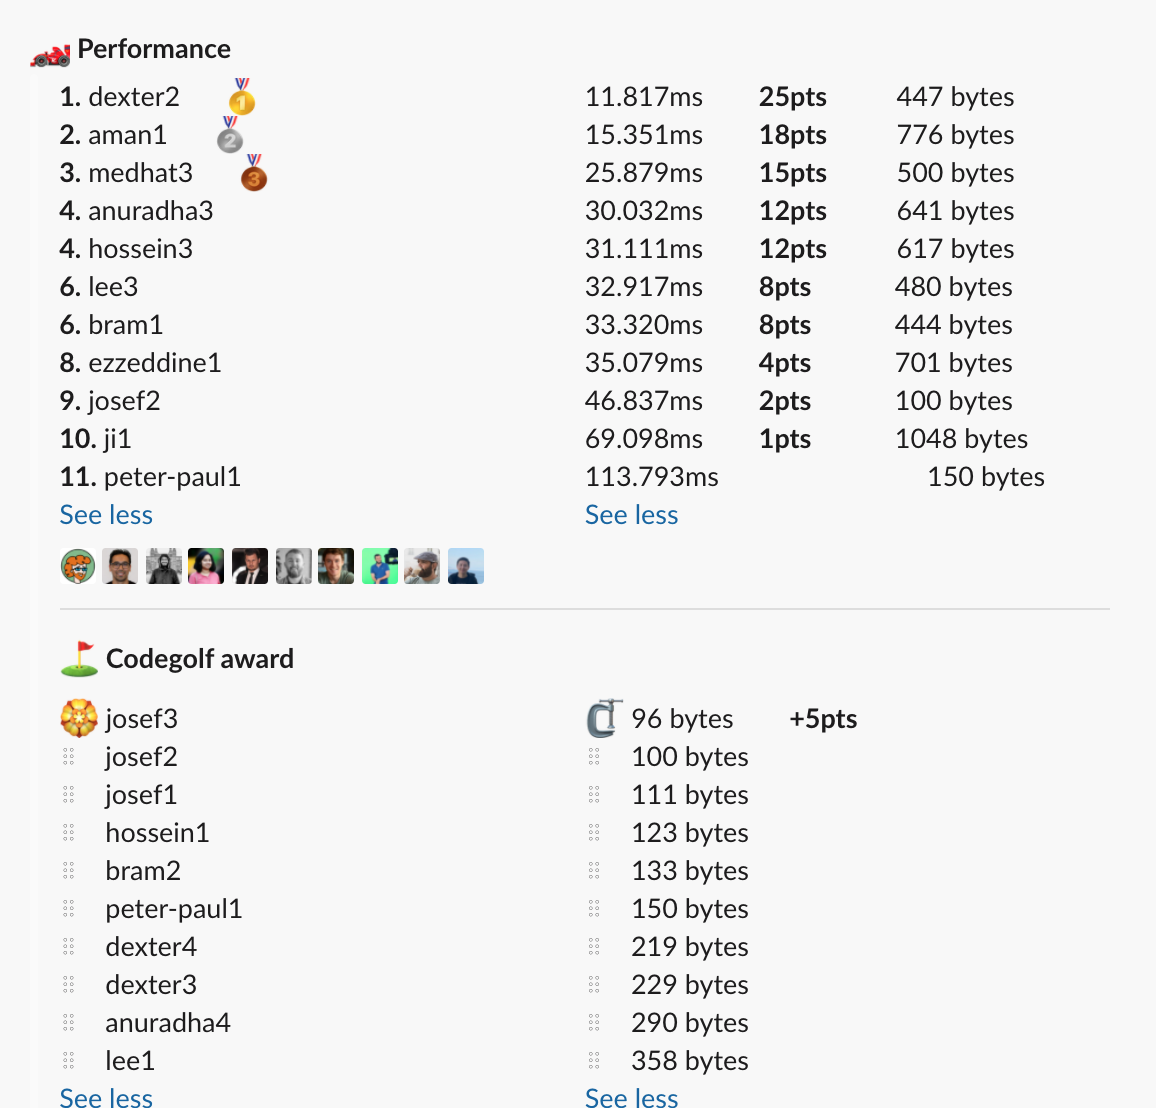 Performance
1. dexter2 11.817ms 25pts 447 bytes
2. aman1 15.351ms 18pts 776 bytes
3. medhat3 25.879ms 15pts 500 bytes
4. anuradha3 30.032ms 12pts 641 bytes
4. hossein3 31.111ms 12pts 617 bytes
6. lee3 32.917ms 8pts 480 bytes
6. bram1 33.320ms 8pts 444 bytes
8. ezzeddine1 35.079ms 4pts 701 bytes
9. josef2 46.837ms 2pts 100 bytes
10. ji1 69.098ms 1pts 1048 bytes
11. peter-paul1 113.793ms 150 bytes
See less See less
Codegolf award
josef3 96 bytes +5pts
josef2 100 bytes
josef1 111 bytes
hossein1 123 bytes
bram2 133 bytes
peter-paul1 150 bytes
dexter4 219 bytes
dexter3 229 bytes
anuradha4 290 bytes
lee1 358 bytes
See less See less